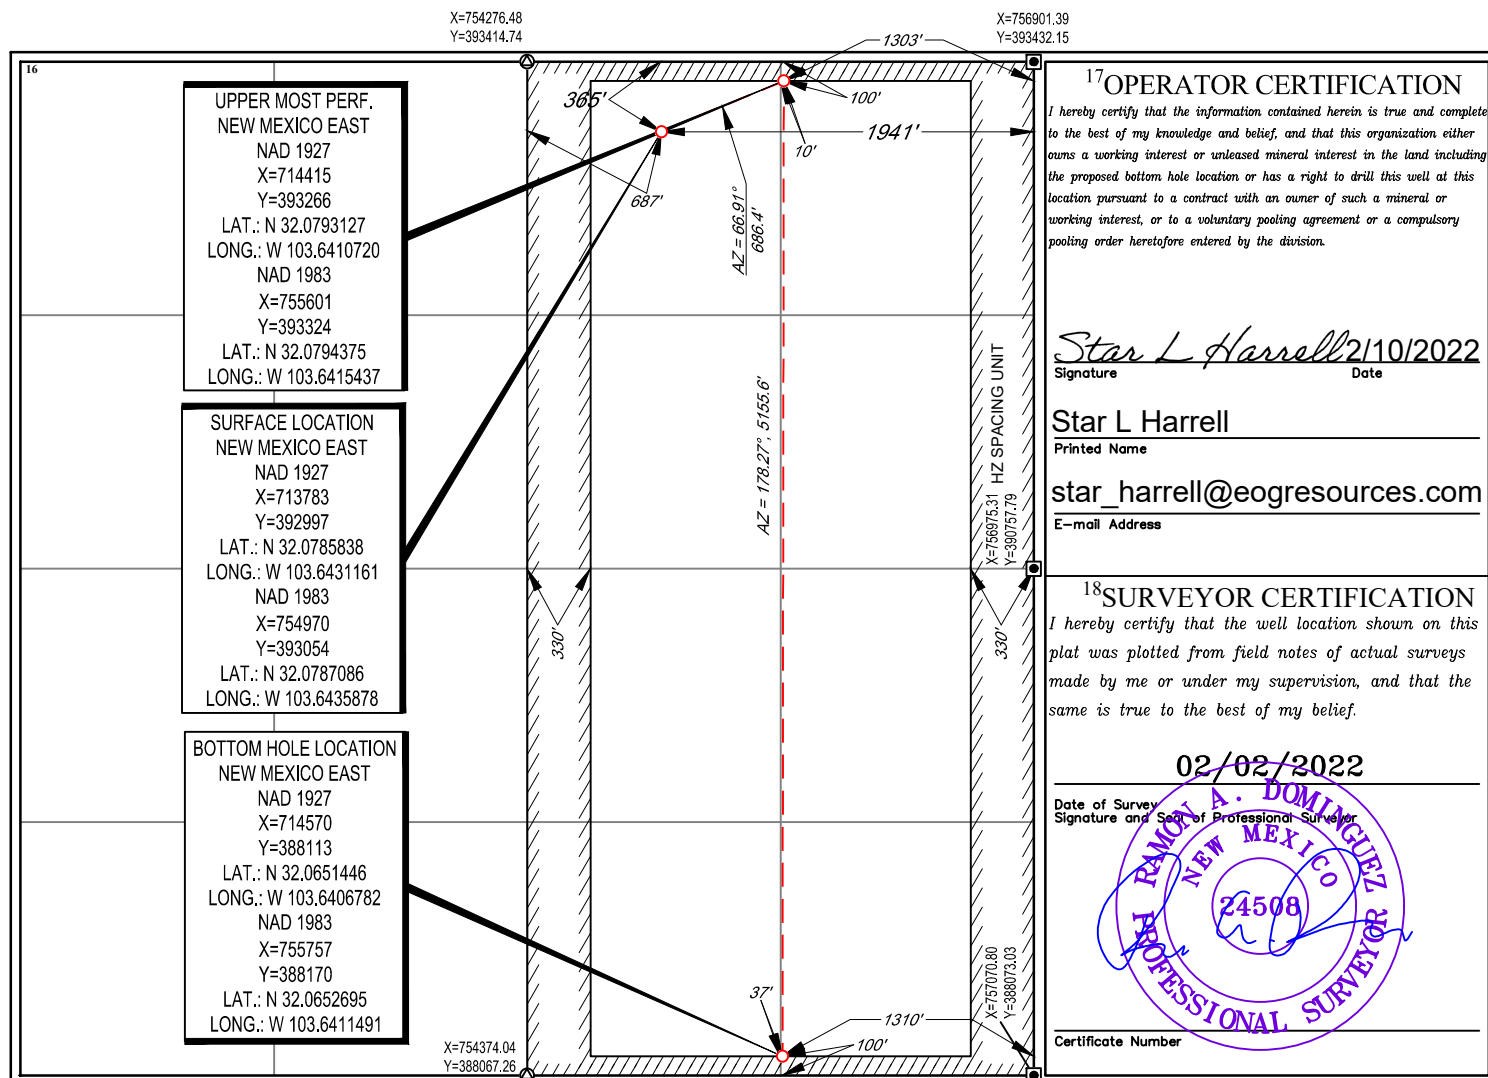 X=754276.48
Y=393414.74
X=756901.39
Y=393432.15
1303'
16
365'
100'
1941'
10'
687'
AZ = 66.91°
686.4'
UPPER MOST PERF.
NEW MEXICO EAST
NAD 1927
X=714415
Y=393266
LAT.: N 32.0793127
LONG.: W 103.6410720
NAD 1983
X=755601
Y=393324
LAT.: N 32.0794375
LONG.: W 103.6415437
SURFACE LOCATION
NEW MEXICO EAST
NAD 1927
X=713783
Y=392997
LAT.: N 32.0785838
LONG.: W 103.6431161
NAD 1983
X=754970
Y=393054
LAT.: N 32.0787086
LONG.: W 103.6435878
BOTTOM HOLE LOCATION
NEW MEXICO EAST
NAD 1927
X=714570
Y=388113
LAT.: N 32.0651446
LONG.: W 103.6406782
NAD 1983
X=755757
Y=388170
LAT.: N 32.0652695
LONG.: W 103.6411491
AZ = 178.27°, 5155.6'
HZ SPACING UNIT
X=756975.31
Y=390757.79
330'
330'
37'
1310'
100'
X=757070.80
Y=388073.03
X=754374.04
Y=388067.26
17 OPERATOR CERTIFICATION
I hereby certify that the information contained herein is true and complete
to the best of my knowledge and belief, and that this organization either
owns a working interest or unleased mineral interest in the land including
the proposed bottom hole location or has a right to drill this well at this
location pursuant to a contract with an owner of such a mineral or
working interest, or to a voluntary pooling agreement or a compulsory
pooling order heretofore entered by the division.
Star L Harrell 2/10/2022
Signature Date
Star L Harrell
Printed Name
star_harrell@eogresources.com
E-mail Address
18 SURVEYOR CERTIFICATION
I hereby certify that the well location shown on this
plat was plotted from field notes of actual surveys
made by me or under my supervision, and that the
same is true to the best of my belief.
02/02/2022
Date of Survey
Signature and Seal of Professional Surveyor
RAMON A. DOMINGUEZ
NEW MEXICO
24508
PROFESSIONAL SURVEYOR
Certificate Number